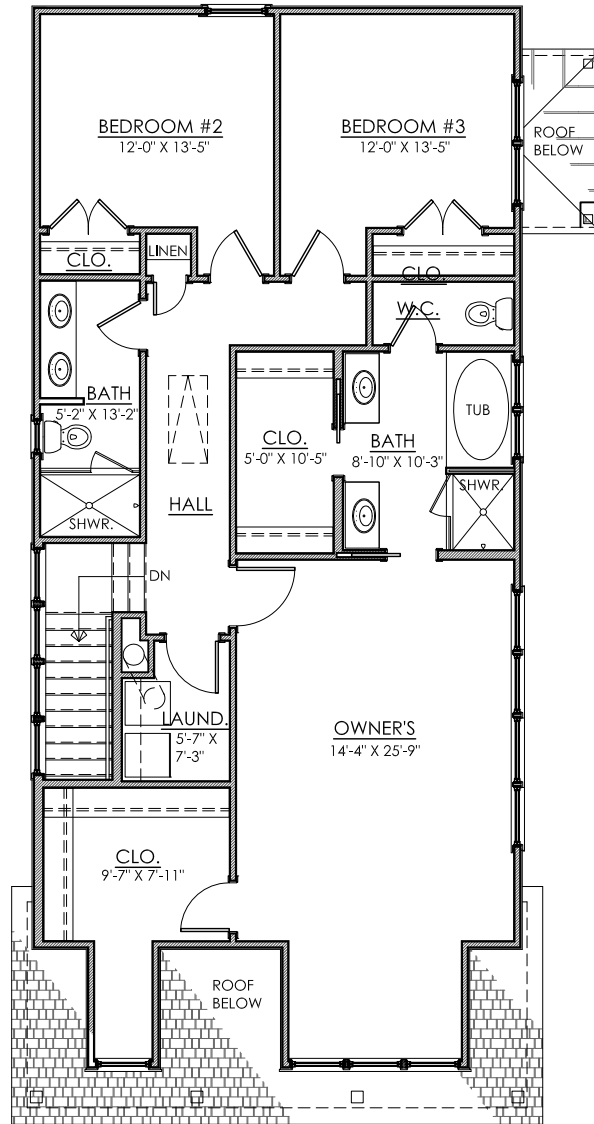 BEDROOM #2
12'-0" X 13'-5"
BEDROOM #3
12'-0" X 13'-5"
ROOF
BELOW
LINEN
CLO.
CLO.
W.C.
BATH
5'-2" X 13'-2"
CLO.
5'-0" X 10'-5"
BATH
8'-10" X 10'-3"
TUB
SHWR.
HALL
SHWR.
DN
LAUND.
5'-7" X
7'-3"
OWNER'S
14'-4" X 25'-9"
CLO.
9'-7" X 7'-11"
ROOF
BELOW